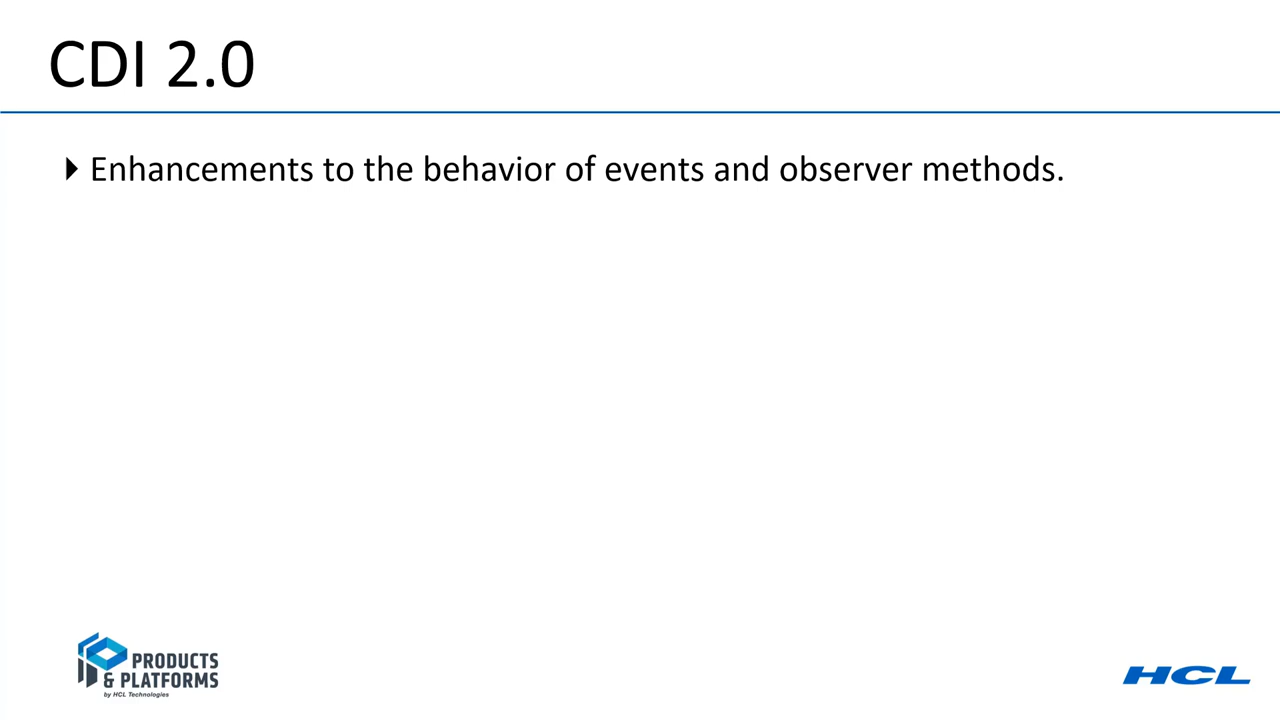 CDI 2.0
Enhancements to the behavior of events and observer methods.
PRODUCTS
& PLATFORMS
by HCL Technologies
HCL